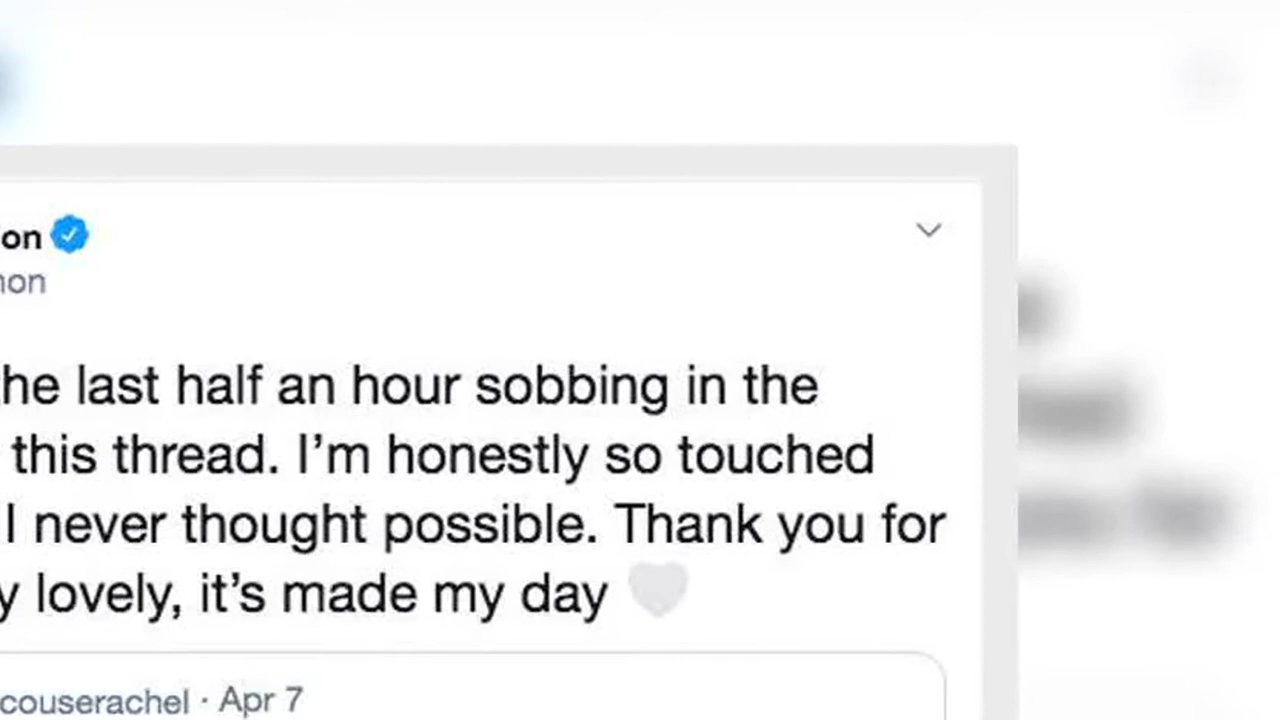 on
non
he last half an hour sobbing in the
this thread. I'm honestly so touched
I never thought possible. Thank you for
y lovely, it's made my day 🤍
couserachel · Apr 7